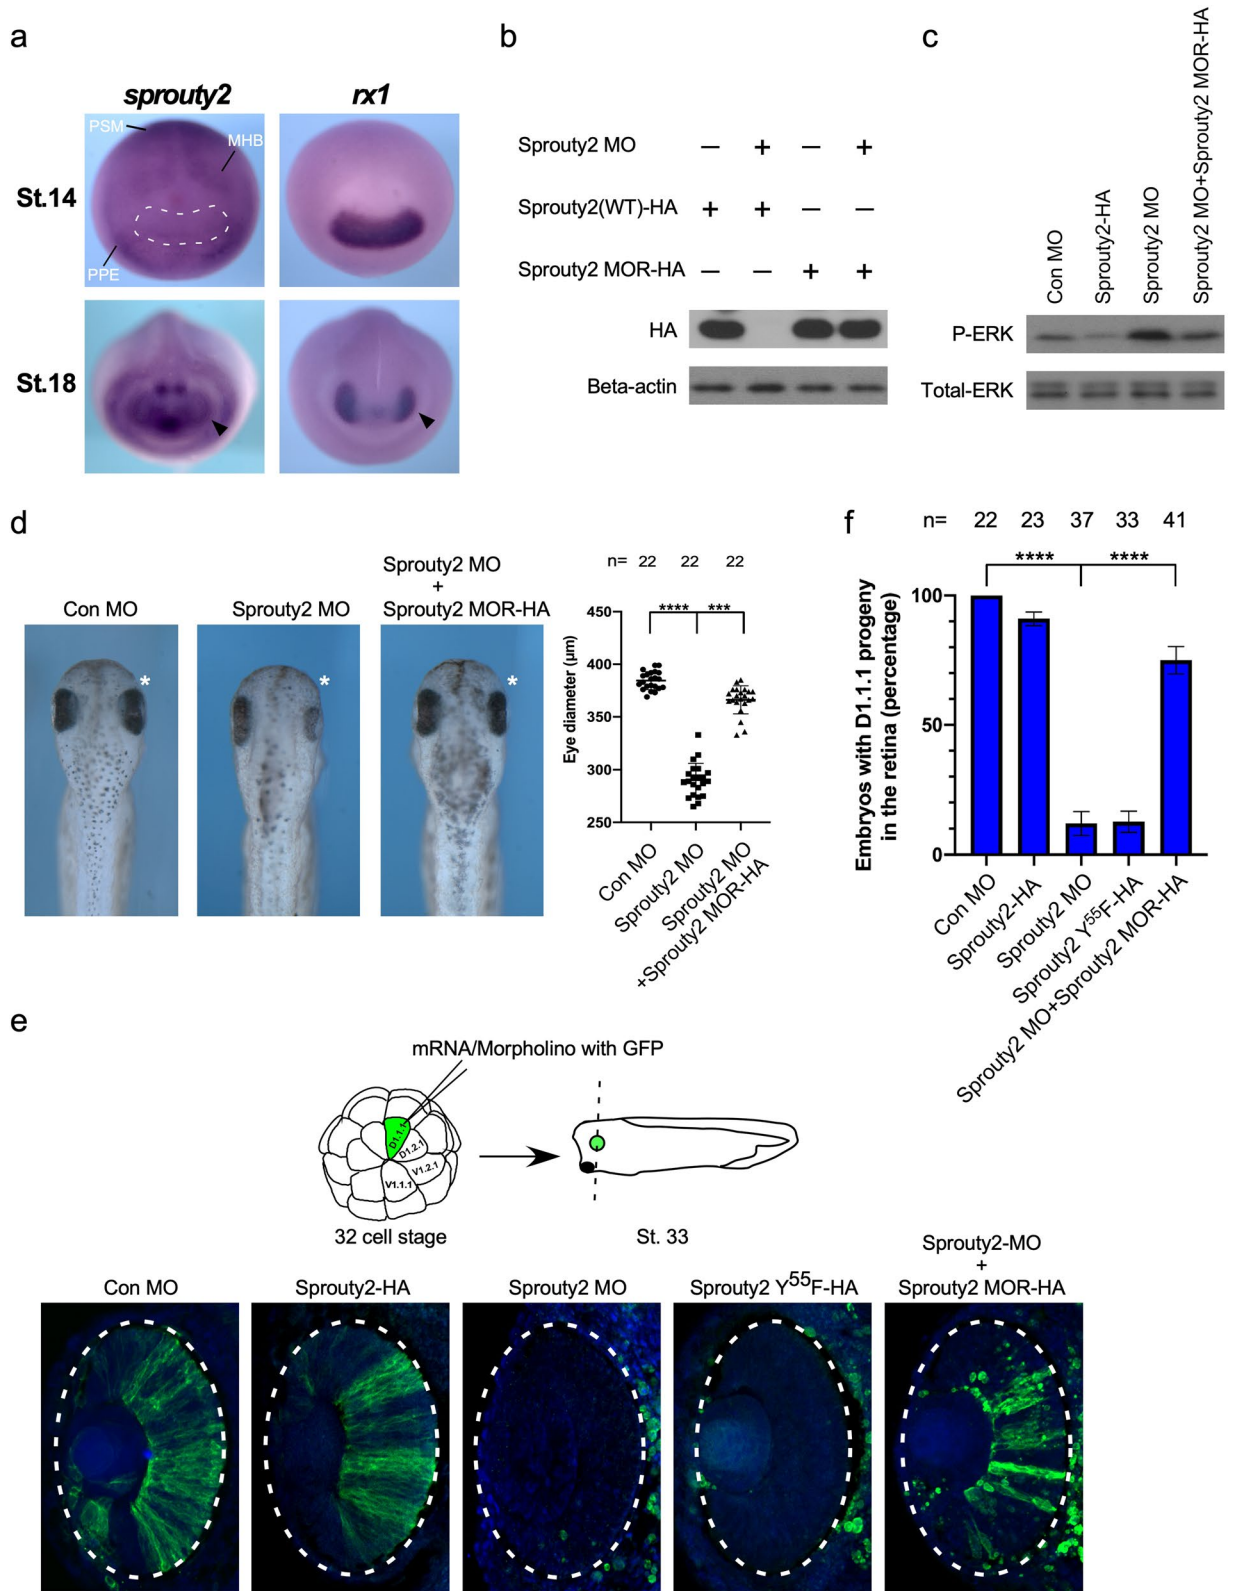 a
sprouty2
rx1
PSM
MHB
St.14
PPE
St.18
b
Sprouty2 MO
– + – +
Sprouty2(WT)-HA
+ + – –
Sprouty2 MOR-HA
– – + +
HA
Beta-actin
c
Con MO
Sprouty2-HA
Sprouty2 MO
Sprouty2 MO+Sprouty2 MOR-HA
P-ERK
Total-ERK
d
Con MO
Sprouty2 MO
Sprouty2 MO
+
Sprouty2 MOR-HA
*
*
*
n= 22 22 22
**** ***
Eye diameter (µm)
450
400
350
300
250
Con MO
Sprouty2 MO
Sprouty2 MO
+Sprouty2 MOR-HA
f
n= 22 23 37 33 41
**** ****
Embryos with D1.1.1 progeny
in the retina (percentage)
100
50
0
Con MO
Sprouty2-HA
Sprouty2 MO
Sprouty2 Y55F-HA
Sprouty2 MO+Sprouty2 MOR-HA
e
mRNA/Morpholino with GFP
D1.1.1
D1.2.1
V1.2.1
V1.1.1
32 cell stage
St. 33
Con MO
Sprouty2-HA
Sprouty2 MO
Sprouty2 Y55F-HA
Sprouty2-MO
+
Sprouty2 MOR-HA